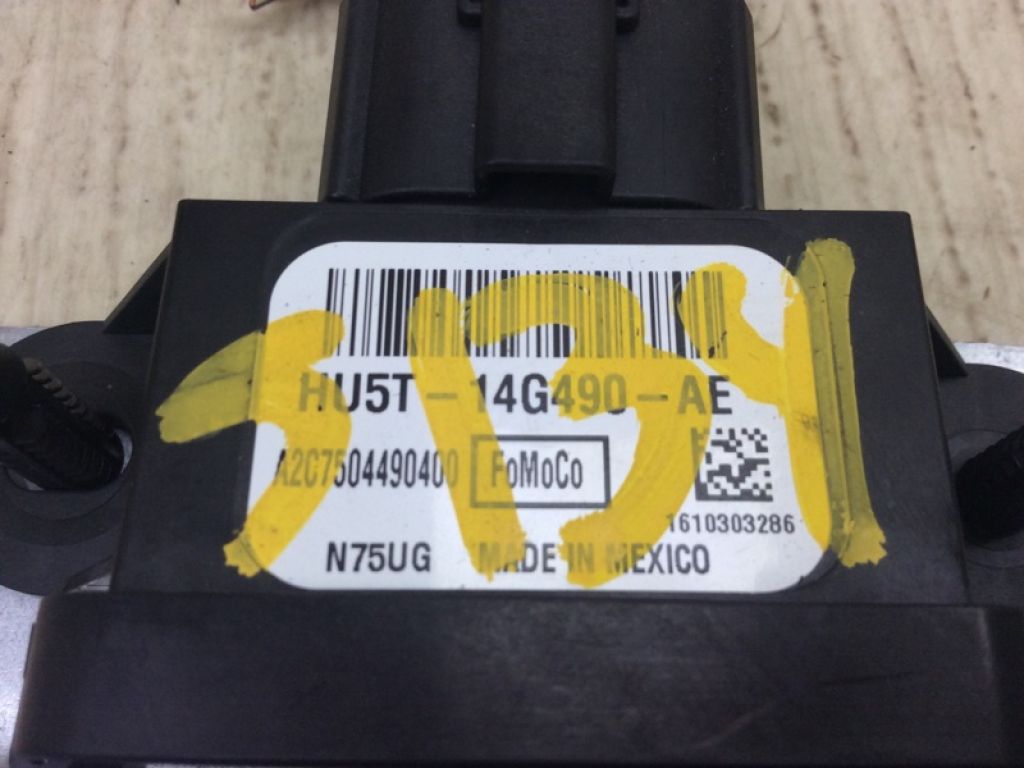 HU5T-14G490-AE
A2C7504490400 FoMoCo
1610303286
N75UG MADE IN MEXICO